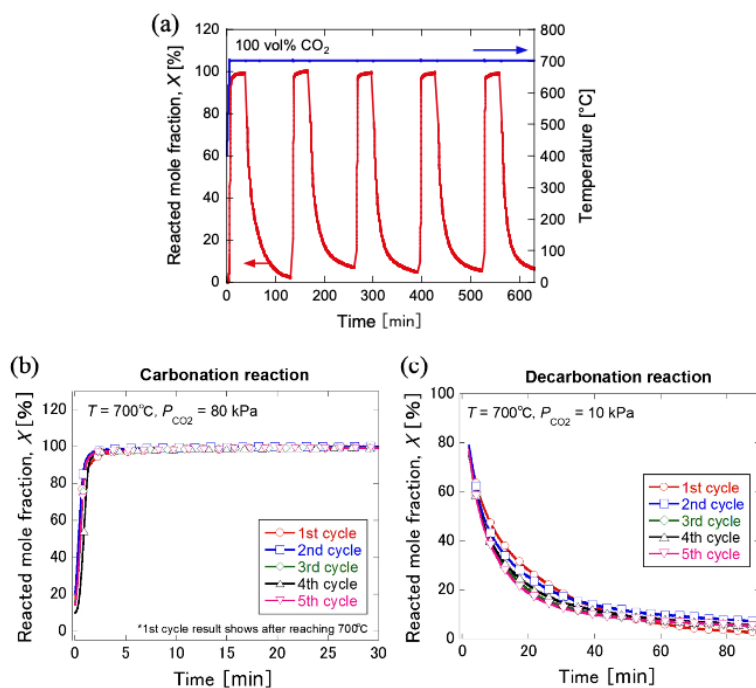 (a)
100 vol% CO2
Reacted mole fraction, X [%]
120
100
80
60
40
20
0
800
700
600
500
400
300
200
100
0
Temperature [°C]
0 100 200 300 400 500 600
Time [min]
(b)
Carbonation reaction
T = 700°C, PCO2 = 80 kPa
Reacted mole fraction, X [%]
120
100
80
60
40
20
0
1st cycle
2nd cycle
3rd cycle
4th cycle
5th cycle
*1st cycle result shows after reaching 700°C
0 5 10 15 20 25 30
Time [min]
(c)
Decarbonation reaction
T = 700°C, PCO2 = 10 kPa
Reacted mole fraction, X [%]
100
80
60
40
20
0
1st cycle
2nd cycle
3rd cycle
4th cycle
5th cycle
0 20 40 60 80
Time [min]